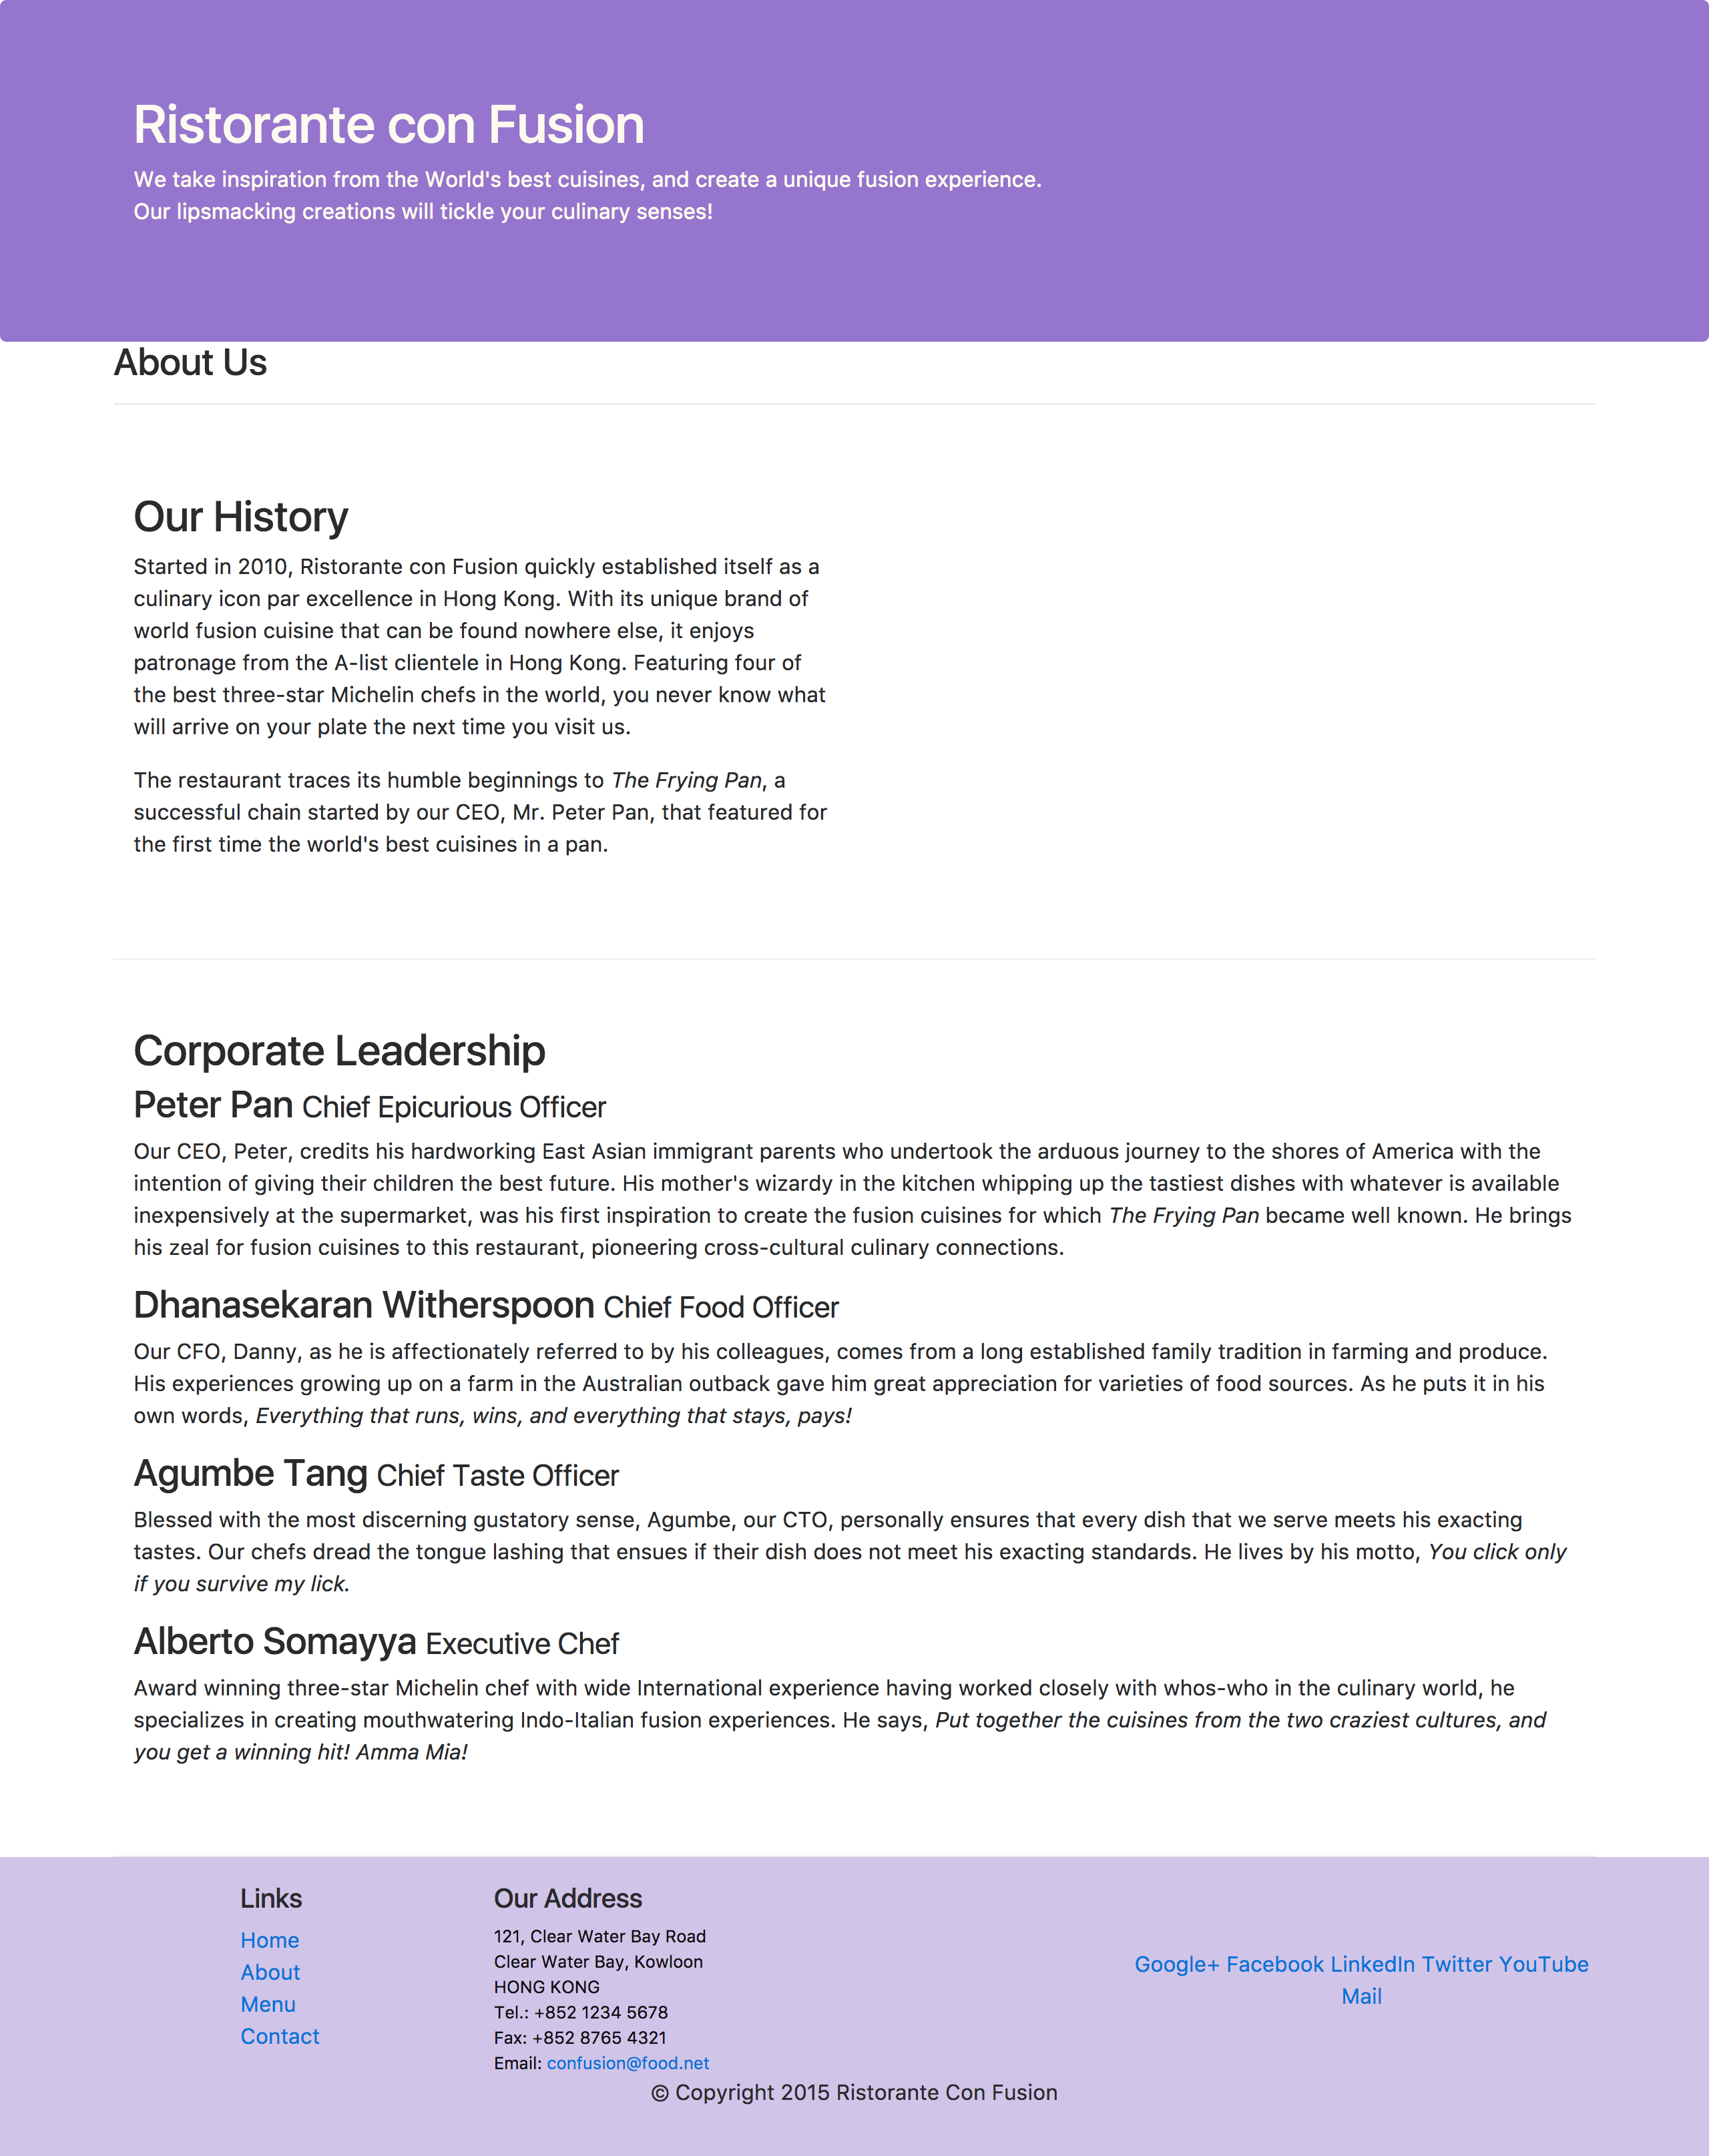 Ristorante con Fusion
We take inspiration from the World's best cuisines, and create a unique fusion experience.
Our lipsmacking creations will tickle your culinary senses!
About Us
Our History
Started in 2010, Ristorante con Fusion quickly established itself as a
culinary icon par excellence in Hong Kong. With its unique brand of
world fusion cuisine that can be found nowhere else, it enjoys
patronage from the A-list clientele in Hong Kong. Featuring four of
the best three-star Michelin chefs in the world, you never know what
will arrive on your plate the next time you visit us.
The restaurant traces its humble beginnings to The Frying Pan, a
successful chain started by our CEO, Mr. Peter Pan, that featured for
the first time the world's best cuisines in a pan.
Corporate Leadership
Peter Pan Chief Epicurious Officer
Our CEO, Peter, credits his hardworking East Asian immigrant parents who undertook the arduous journey to the shores of America with the
intention of giving their children the best future. His mother's wizardy in the kitchen whipping up the tastiest dishes with whatever is available
inexpensively at the supermarket, was his first inspiration to create the fusion cuisines for which The Frying Pan became well known. He brings
his zeal for fusion cuisines to this restaurant, pioneering cross-cultural culinary connections.
Dhanasekaran Witherspoon Chief Food Officer
Our CFO, Danny, as he is affectionately referred to by his colleagues, comes from a long established family tradition in farming and produce.
His experiences growing up on a farm in the Australian outback gave him great appreciation for varieties of food sources. As he puts it in his
own words, Everything that runs, wins, and everything that stays, pays!
Agumbe Tang Chief Taste Officer
Blessed with the most discerning gustatory sense, Agumbe, our CTO, personally ensures that every dish that we serve meets his exacting
tastes. Our chefs dread the tongue lashing that ensues if their dish does not meet his exacting standards. He lives by his motto, You click only
if you survive my lick.
Alberto Somayya Executive Chef
Award winning three-star Michelin chef with wide International experience having worked closely with whos-who in the culinary world, he
specializes in creating mouthwatering Indo-Italian fusion experiences. He says, Put together the cuisines from the two craziest cultures, and
you get a winning hit! Amma Mia!
Links
Home
About
Menu
Contact
Our Address
121, Clear Water Bay Road
Clear Water Bay, Kowloon
HONG KONG
Tel.: +852 1234 5678
Fax: +852 8765 4321
Email: confusion@food.net
Google+ Facebook LinkedIn Twitter YouTube
Mail
© Copyright 2015 Ristorante Con Fusion